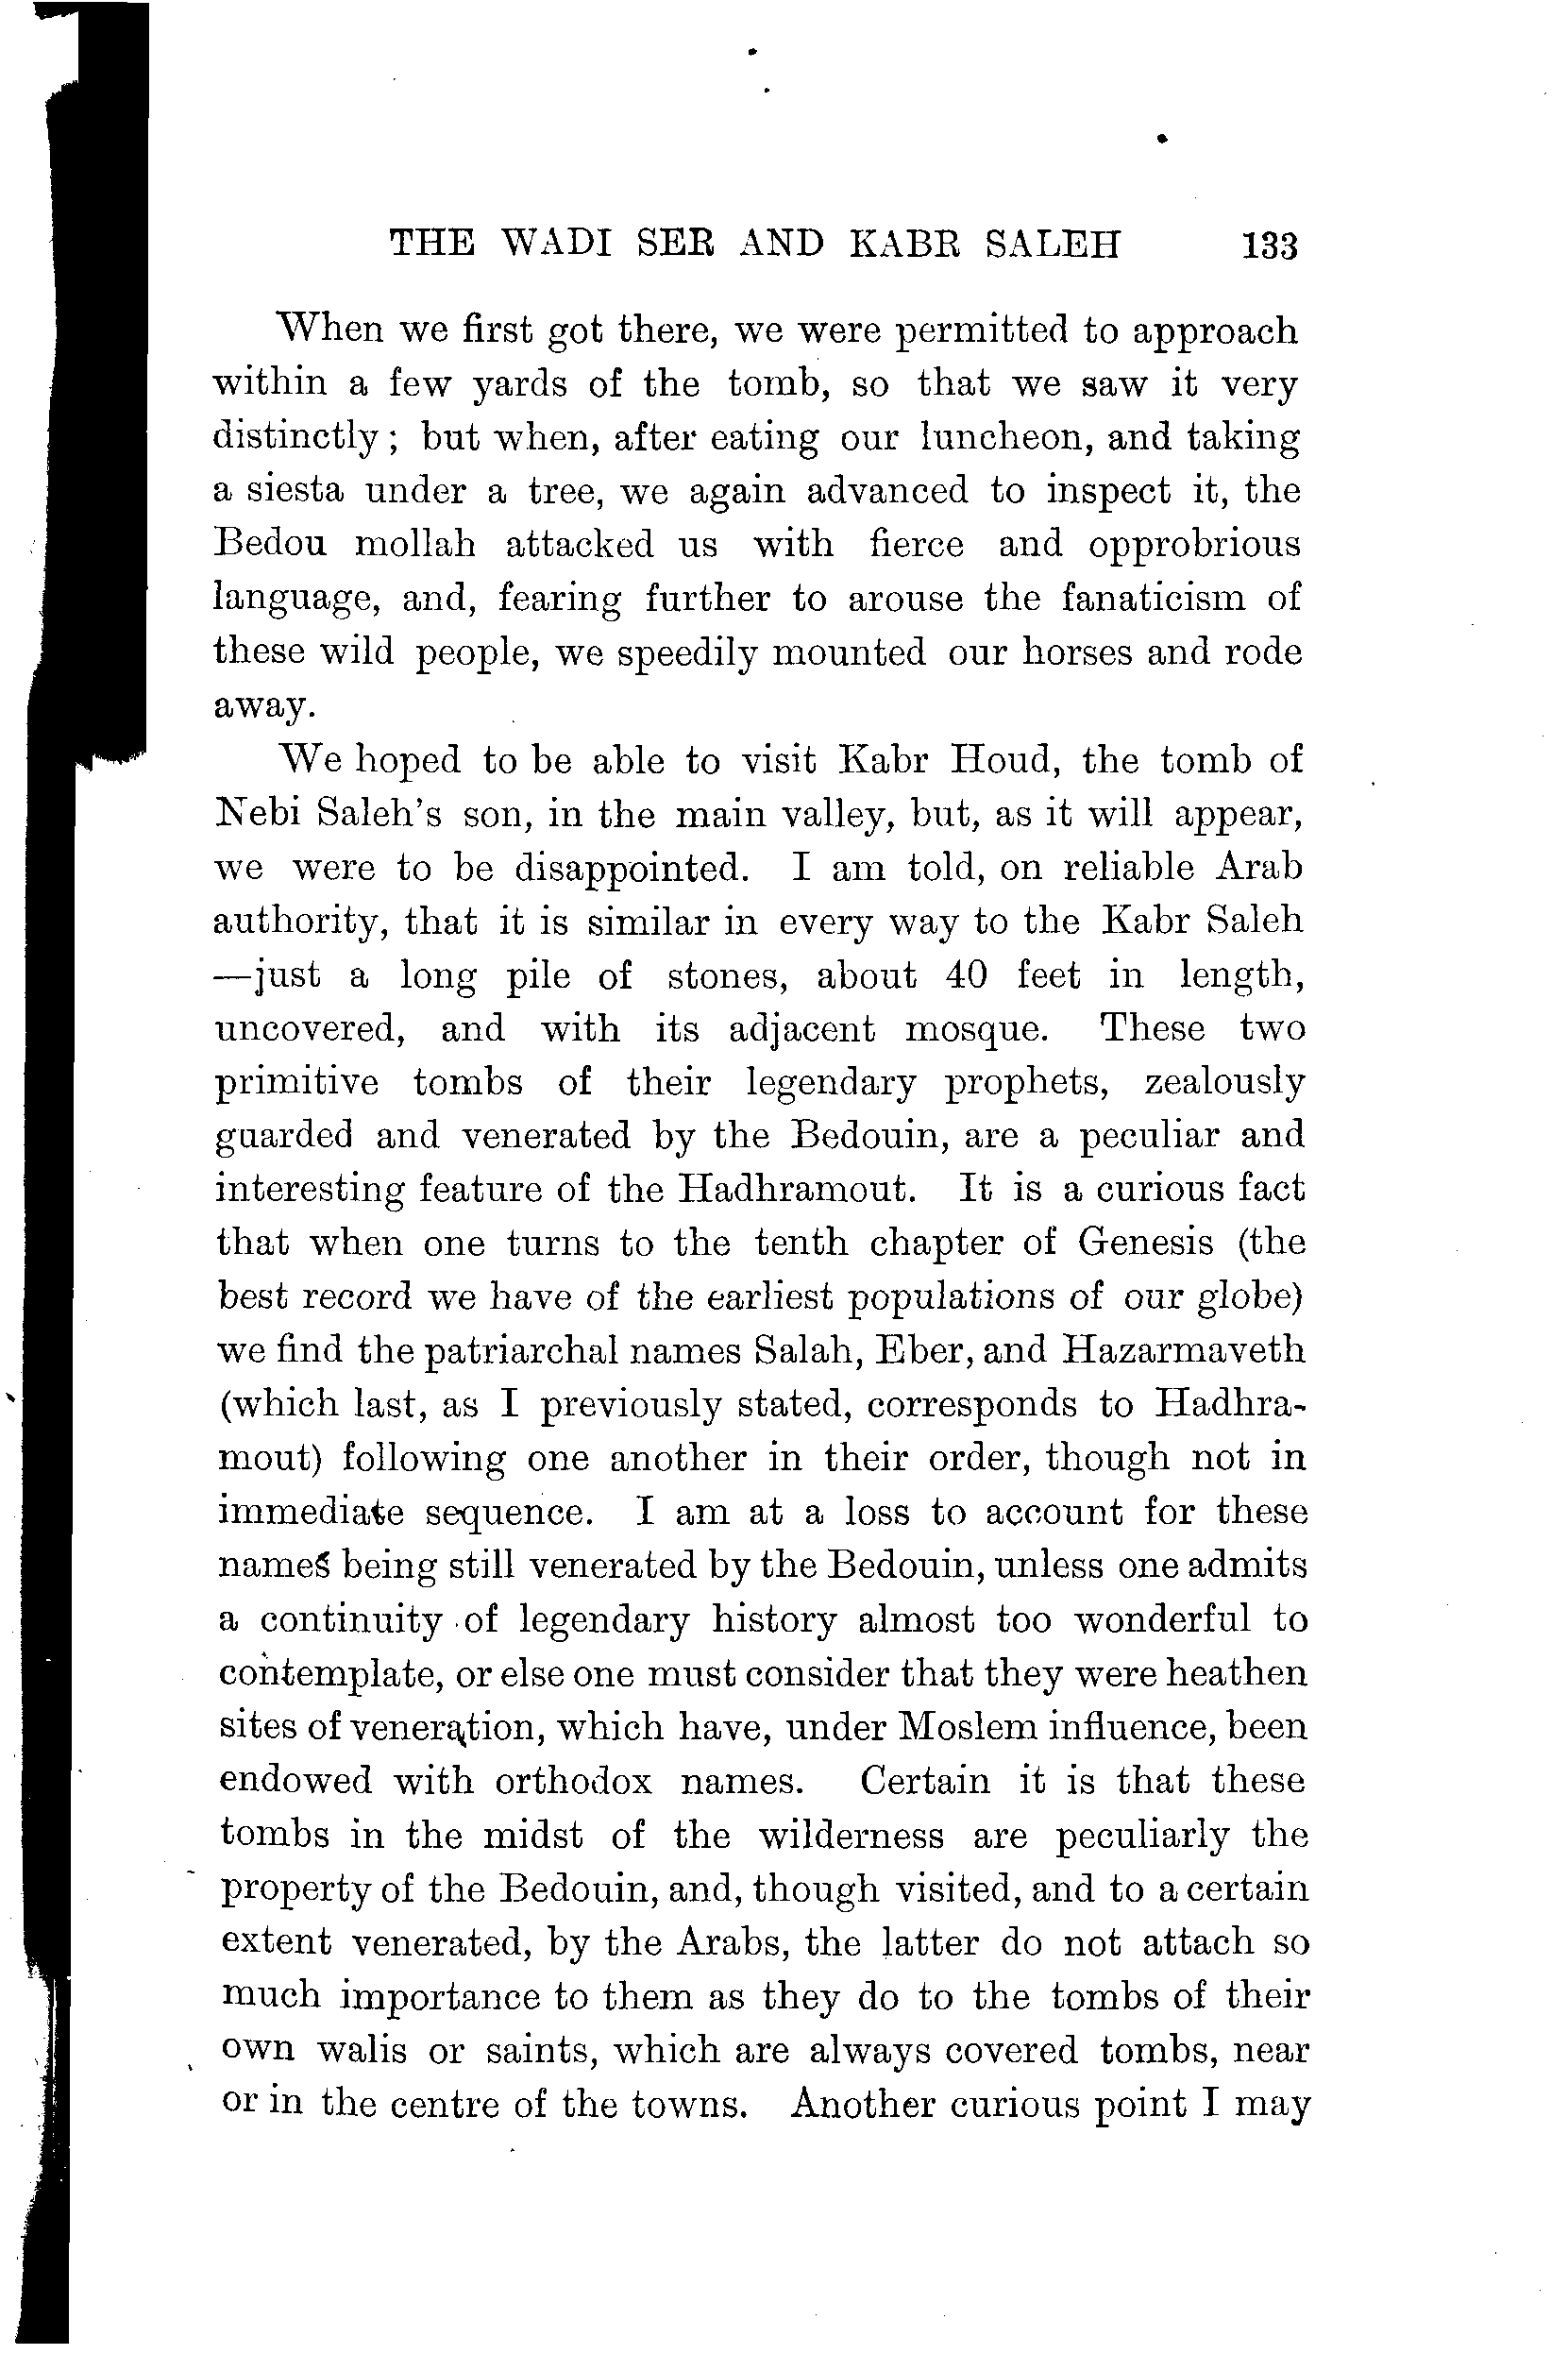 THE WADI SER AND KABR SALEH 133
When we first got there, we were permitted to approach
within a few yards of the tomb, so that we saw it very
distinctly; but when, after eating our luncheon, and taking
a siesta under a tree, we again advanced to inspect it, the
Bedou mollah attacked us with fierce and opprobrious
language, and, fearing further to arouse the fanaticism of
these wild people, we speedily mounted our horses and rode
away.
We hoped to be able to visit Kabr Houd, the tomb of
Nebi Saleh's son, in the main valley, but, as it will appear,
we were to be disappointed. I am told, on reliable Arab
authority, that it is similar in every way to the Kabr Saleh
—just a long pile of stones, about 40 feet in length,
uncovered, and with its adjacent mosque. These two
primitive tombs of their legendary prophets, zealously
guarded and venerated by the Bedouin, are a peculiar and
interesting feature of the Hadhramout. It is a curious fact
that when one turns to the tenth chapter of Genesis (the
best record we have of the earliest populations of our globe)
we find the patriarchal names Salah, Eber, and Hazarmaveth
(which last, as I previously stated, corresponds to Hadhra-
mout) following one another in their order, though not in
immediate sequence. I am at a loss to account for these
names being still venerated by the Bedouin, unless one admits
a continuity of legendary history almost too wonderful to
contemplate, or else one must consider that they were heathen
sites of veneration, which have, under Moslem influence, been
endowed with orthodox names. Certain it is that these
tombs in the midst of the wilderness are peculiarly the
property of the Bedouin, and, though visited, and to a certain
extent venerated, by the Arabs, the latter do not attach so
much importance to them as they do to the tombs of their
own walis or saints, which are always covered tombs, near
or in the centre of the towns. Another curious point I may